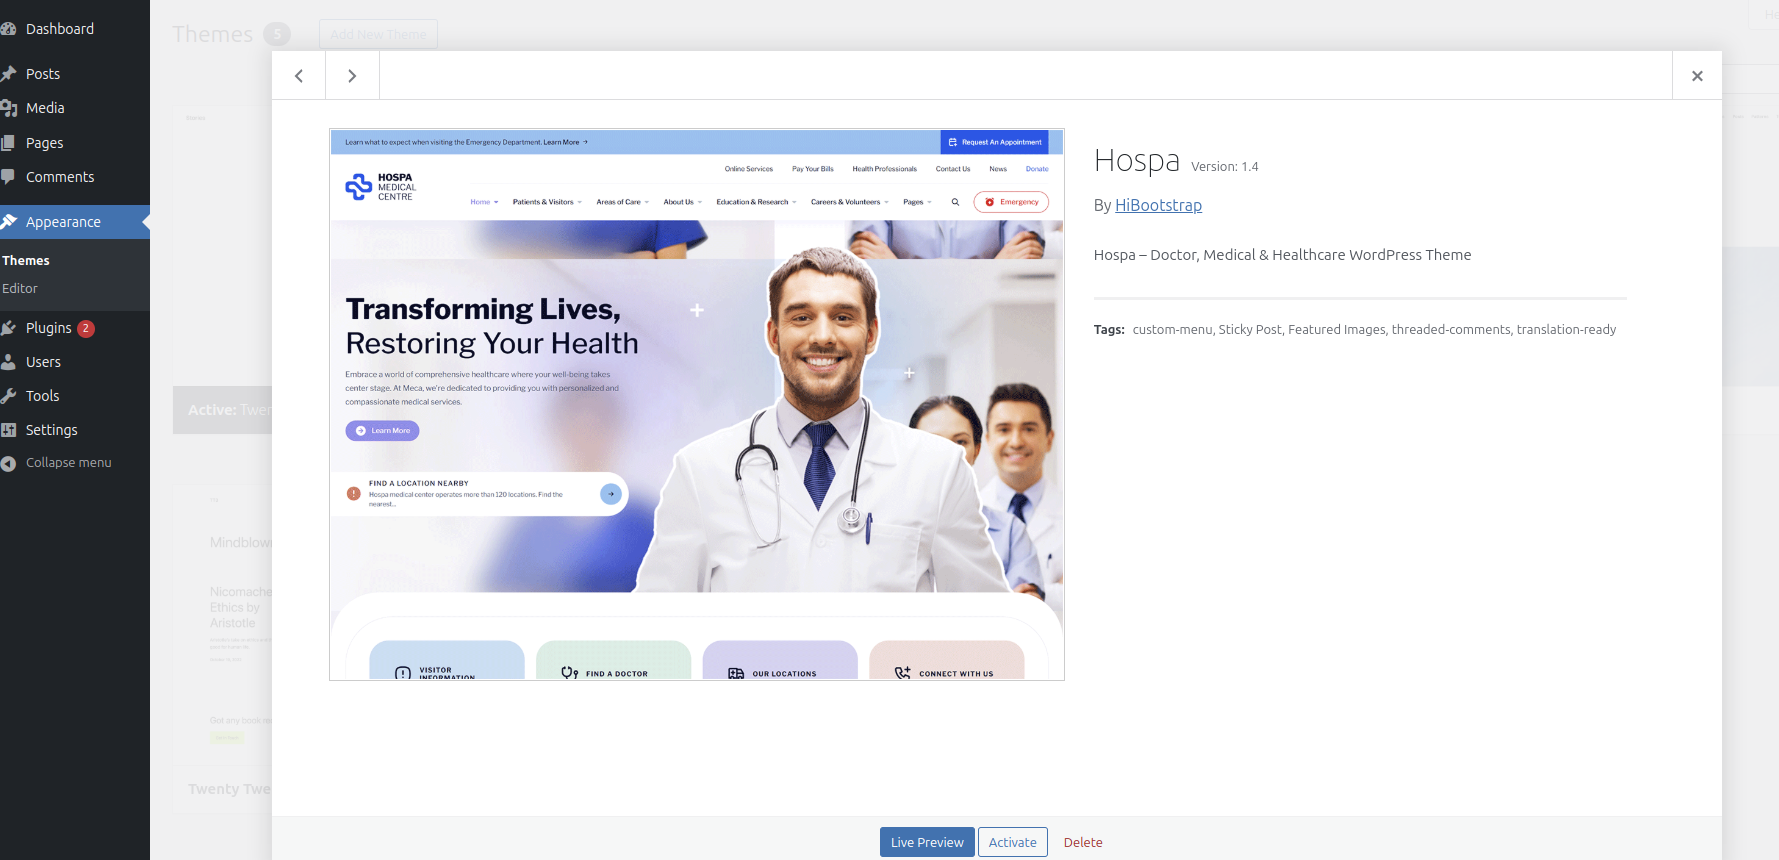 Dashboard
Posts
Media
Pages
Comments
Appearance
Themes
Editor
Plugins 2
Users
Tools
Settings
Collapse menu
Themes 5
Add New Theme
He
Learn what to expect when visiting the Emergency Department. Learn More →
Request An Appointment
HOSPA
MEDICAL
CENTRE
Online Services Pay Your Bills Health Professionals Contact Us News Donate
Home Patients & Visitors Areas of Care About Us Education & Research Careers & Volunteers Pages
Emergency
Transforming Lives,
Restoring Your Health
Embrace a world of comprehensive healthcare where your well-being takes
center stage. At Meca, we're dedicated to providing you with personalized and
compassionate medical services.
Learn More
FIND A LOCATION NEARBY
Hospa medical center operates more than 120 locations. Find the
nearest...
VISITOR
INFORMATION
FIND A DOCTOR
OUR LOCATIONS
CONNECT WITH US
Hospa Version: 1.4
By HiBootstrap
Hospa – Doctor, Medical & Healthcare WordPress Theme
Tags: custom-menu, Sticky Post, Featured Images, threaded-comments, translation-ready
Active: Twen
Mindblown
Nicomache
Ethics by
Aristotle
Got any book re
Twenty Twe
Live Preview
Activate
Delete